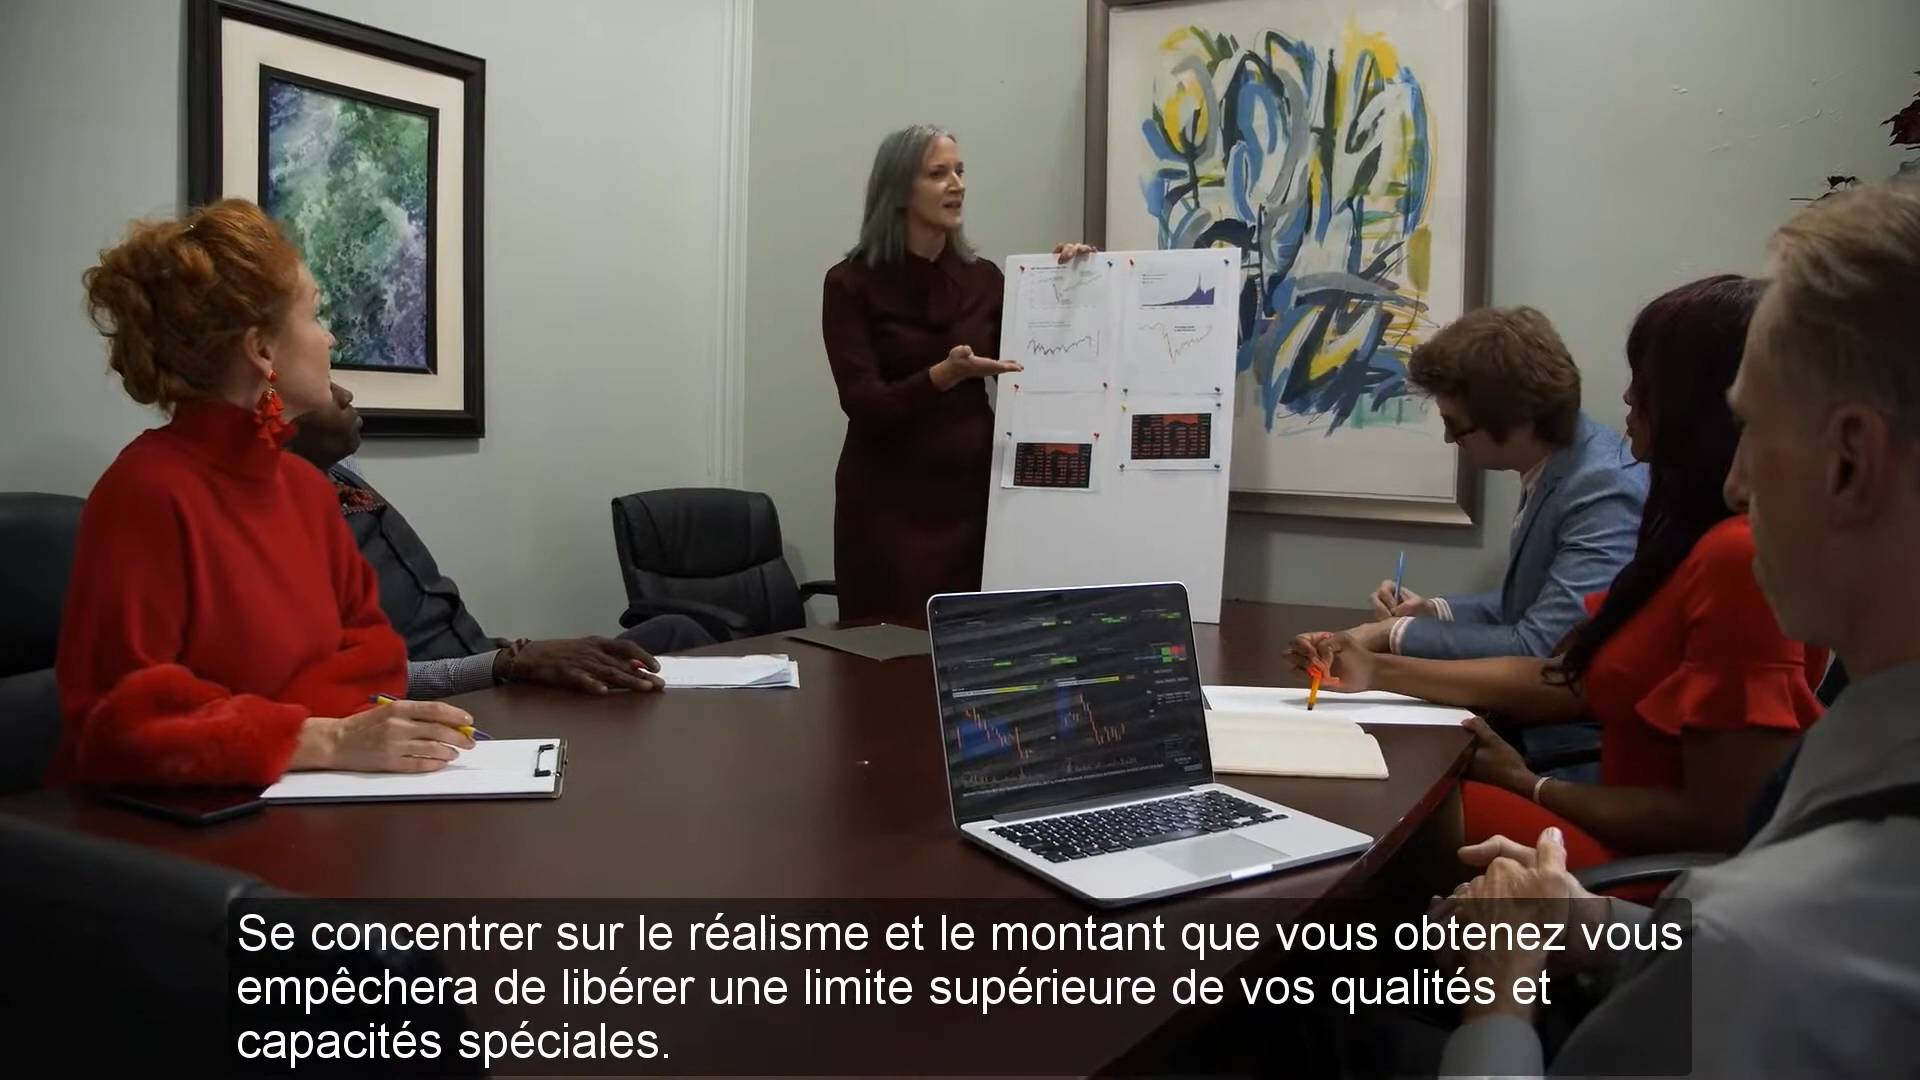 Se concentrer sur le réalisme et le montant que vous obtenez vous
empêchera de libérer une limite supérieure de vos qualités et
capacités spéciales.